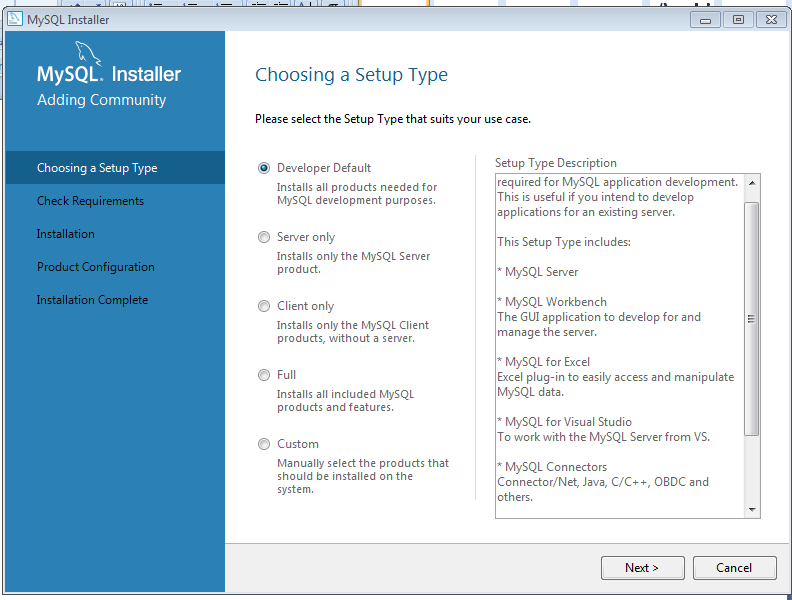 MySQL Installer
MySQL. Installer
Adding Community
Choosing a Setup Type
Check Requirements
Installation
Product Configuration
Installation Complete
Choosing a Setup Type
Please select the Setup Type that suits your use case.
Developer Default
Installs all products needed for
MySQL development purposes.
Server only
Installs only the MySQL Server
product.
Client only
Installs only the MySQL Client
products, without a server.
Full
Installs all included MySQL
products and features.
Custom
Manually select the products that
should be installed on the
system.
Setup Type Description
required for MySQL application development.
This is useful if you intend to develop
applications for an existing server.
This Setup Type includes:
* MySQL Server
* MySQL Workbench
The GUI application to develop for and
manage the server.
* MySQL for Excel
Excel plug-in to easily access and manipulate
MySQL data.
* MySQL for Visual Studio
To work with the MySQL Server from VS.
* MySQL Connectors
Connector/Net, Java, C/C++, OBDC and
others.
Next >
Cancel